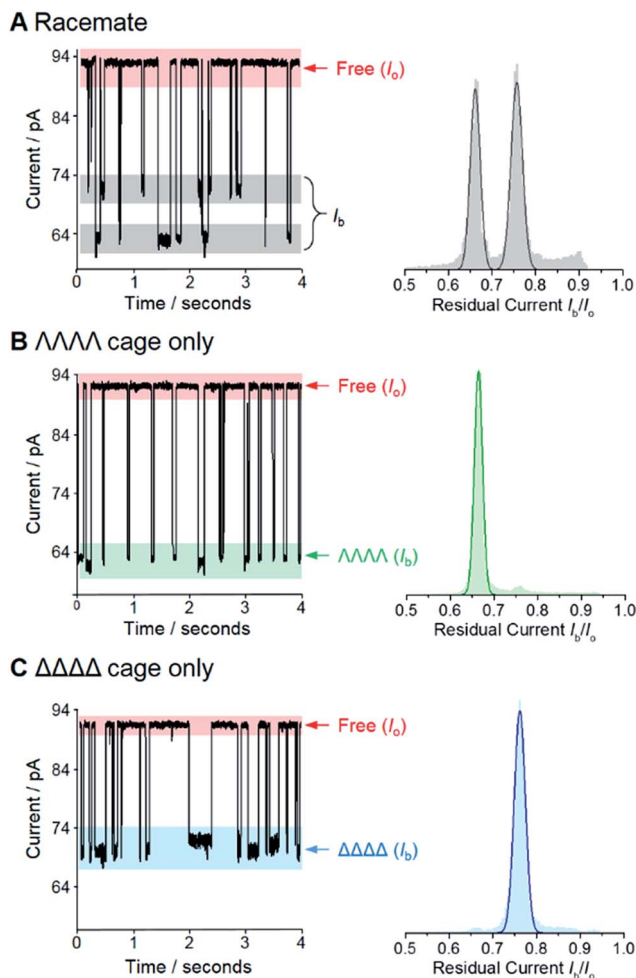 A Racemate
Current / pA
94
84
74
64
0 1 2 3 4
Time / seconds
Free (Io)
Ib
0.5 0.6 0.7 0.8 0.9 1.0
Residual Current Ib/Io
B ΛΛΛΛ cage only
Current / pA
94
84
74
64
0 1 2 3 4
Time / seconds
Free (Io)
ΛΛΛΛ (Ib)
0.5 0.6 0.7 0.8 0.9 1.0
Residual Current Ib/Io
C ΔΔΔΔ cage only
Current / pA
94
84
74
64
0 1 2 3 4
Time / seconds
Free (Io)
ΔΔΔΔ (Ib)
0.5 0.6 0.7 0.8 0.9 1.0
Residual Current Ib/Io